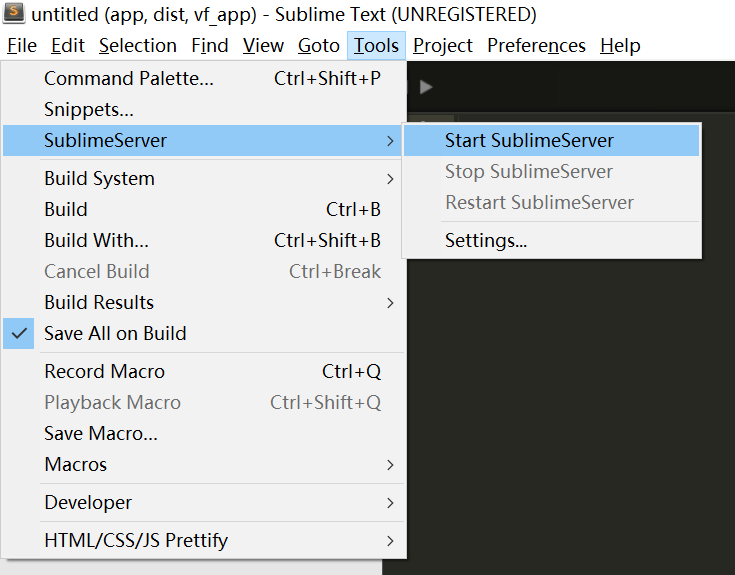 untitled (app, dist, vf_app) - Sublime Text (UNREGISTERED)
File Edit Selection Find View Goto Tools Project Preferences Help
Command Palette... Ctrl+Shift+P
Snippets...
SublimeServer
Start SublimeServer
Stop SublimeServer
Restart SublimeServer
Settings...
Build System
Build Ctrl+B
Build With... Ctrl+Shift+B
Cancel Build Ctrl+Break
Build Results
Save All on Build
Record Macro Ctrl+Q
Playback Macro Ctrl+Shift+Q
Save Macro...
Macros
Developer
HTML/CSS/JS Prettify